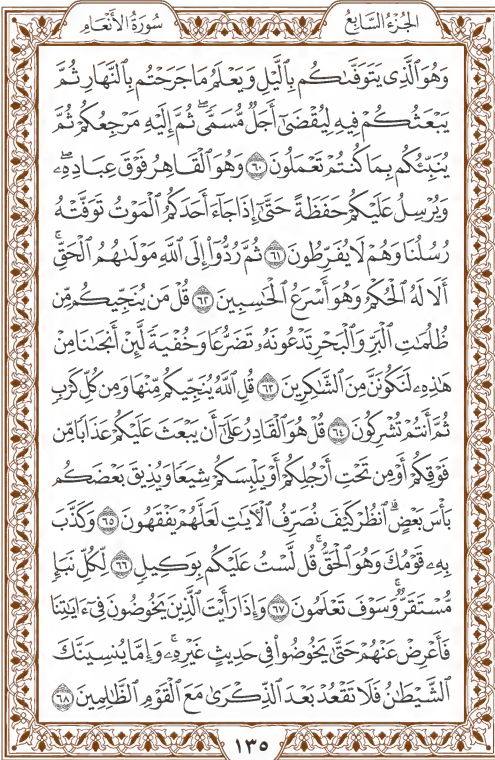 سُورَةُ الأَنْعَام
الجُزْءُ السَّابِعُ
وَهُوَ ٱلَّذِى يَتَوَفَّىٰكُم بِٱلَّيْلِ وَيَعْلَمُ مَا جَرَحْتُم بِٱلنَّهَارِ ثُمَّ
يَبْعَثُكُمْ فِيهِ لِيُقْضَىٰٓ أَجَلٌ مُّسَمًّى ۖ ثُمَّ إِلَيْهِ مَرْجِعُكُمْ ثُمَّ
يُنَبِّئُكُم بِمَا كُنتُمْ تَعْمَلُونَ ٦٠ وَهُوَ ٱلْقَاهِرُ فَوْقَ عِبَادِهِۦ ۖ
وَيُرْسِلُ عَلَيْكُمْ حَفَظَةً حَتَّىٰٓ إِذَا جَآءَ أَحَدَكُمُ ٱلْمَوْتُ تَوَفَّتْهُ
رُسُلُنَا وَهُمْ لَا يُفَرِّطُونَ ٦١ ثُمَّ رُدُّوٓا۟ إِلَى ٱللَّهِ مَوْلَىٰهُمُ ٱلْحَقِّ ۚ
أَلَا لَهُ ٱلْحُكْمُ وَهُوَ أَسْرَعُ ٱلْحَـٰسِبِينَ ٦٢ قُلْ مَن يُنَجِّيكُم مِّن
ظُلُمَـٰتِ ٱلْبَرِّ وَٱلْبَحْرِ تَدْعُونَهُۥ تَضَرُّعًا وَخُفْيَةً لَّئِنْ أَنجَىٰنَا مِنْ
هَـٰذِهِۦ لَنَكُونَنَّ مِنَ ٱلشَّـٰكِرِينَ ٦٣ قُلِ ٱللَّهُ يُنَجِّيكُم مِّنْهَا وَمِن كُلِّ كَرْبٍ
ثُمَّ أَنتُمْ تُشْرِكُونَ ٦٤ قُلْ هُوَ ٱلْقَادِرُ عَلَىٰٓ أَن يَبْعَثَ عَلَيْكُمْ عَذَابًا مِّن
فَوْقِكُمْ أَوْ مِن تَحْتِ أَرْجُلِكُمْ أَوْ يَلْبِسَكُمْ شِيَعًا وَيُذِيقَ بَعْضَكُم
بَأْسَ بَعْضٍ ۗ ٱنظُرْ كَيْفَ نُصَرِّفُ ٱلْـَٔايَـٰتِ لَعَلَّهُمْ يَفْقَهُونَ ٦٥ وَكَذَّبَ
بِهِۦ قَوْمُكَ وَهُوَ ٱلْحَقُّ ۚ قُل لَّسْتُ عَلَيْكُم بِوَكِيلٍ ٦٦ لِّكُلِّ نَبَإٍ
مُّسْتَقَرٌّ ۚ وَسَوْفَ تَعْلَمُونَ ٦٧ وَإِذَا رَأَيْتَ ٱلَّذِينَ يَخُوضُونَ فِىٓ ءَايَـٰتِنَا
فَأَعْرِضْ عَنْهُمْ حَتَّىٰ يَخُوضُوا۟ فِى حَدِيثٍ غَيْرِهِۦ ۚ وَإِمَّا يُنسِيَنَّكَ
ٱلشَّيْطَـٰنُ فَلَا تَقْعُدْ بَعْدَ ٱلذِّكْرَىٰ مَعَ ٱلْقَوْمِ ٱلظَّـٰلِمِينَ ٦٨
١٣٥